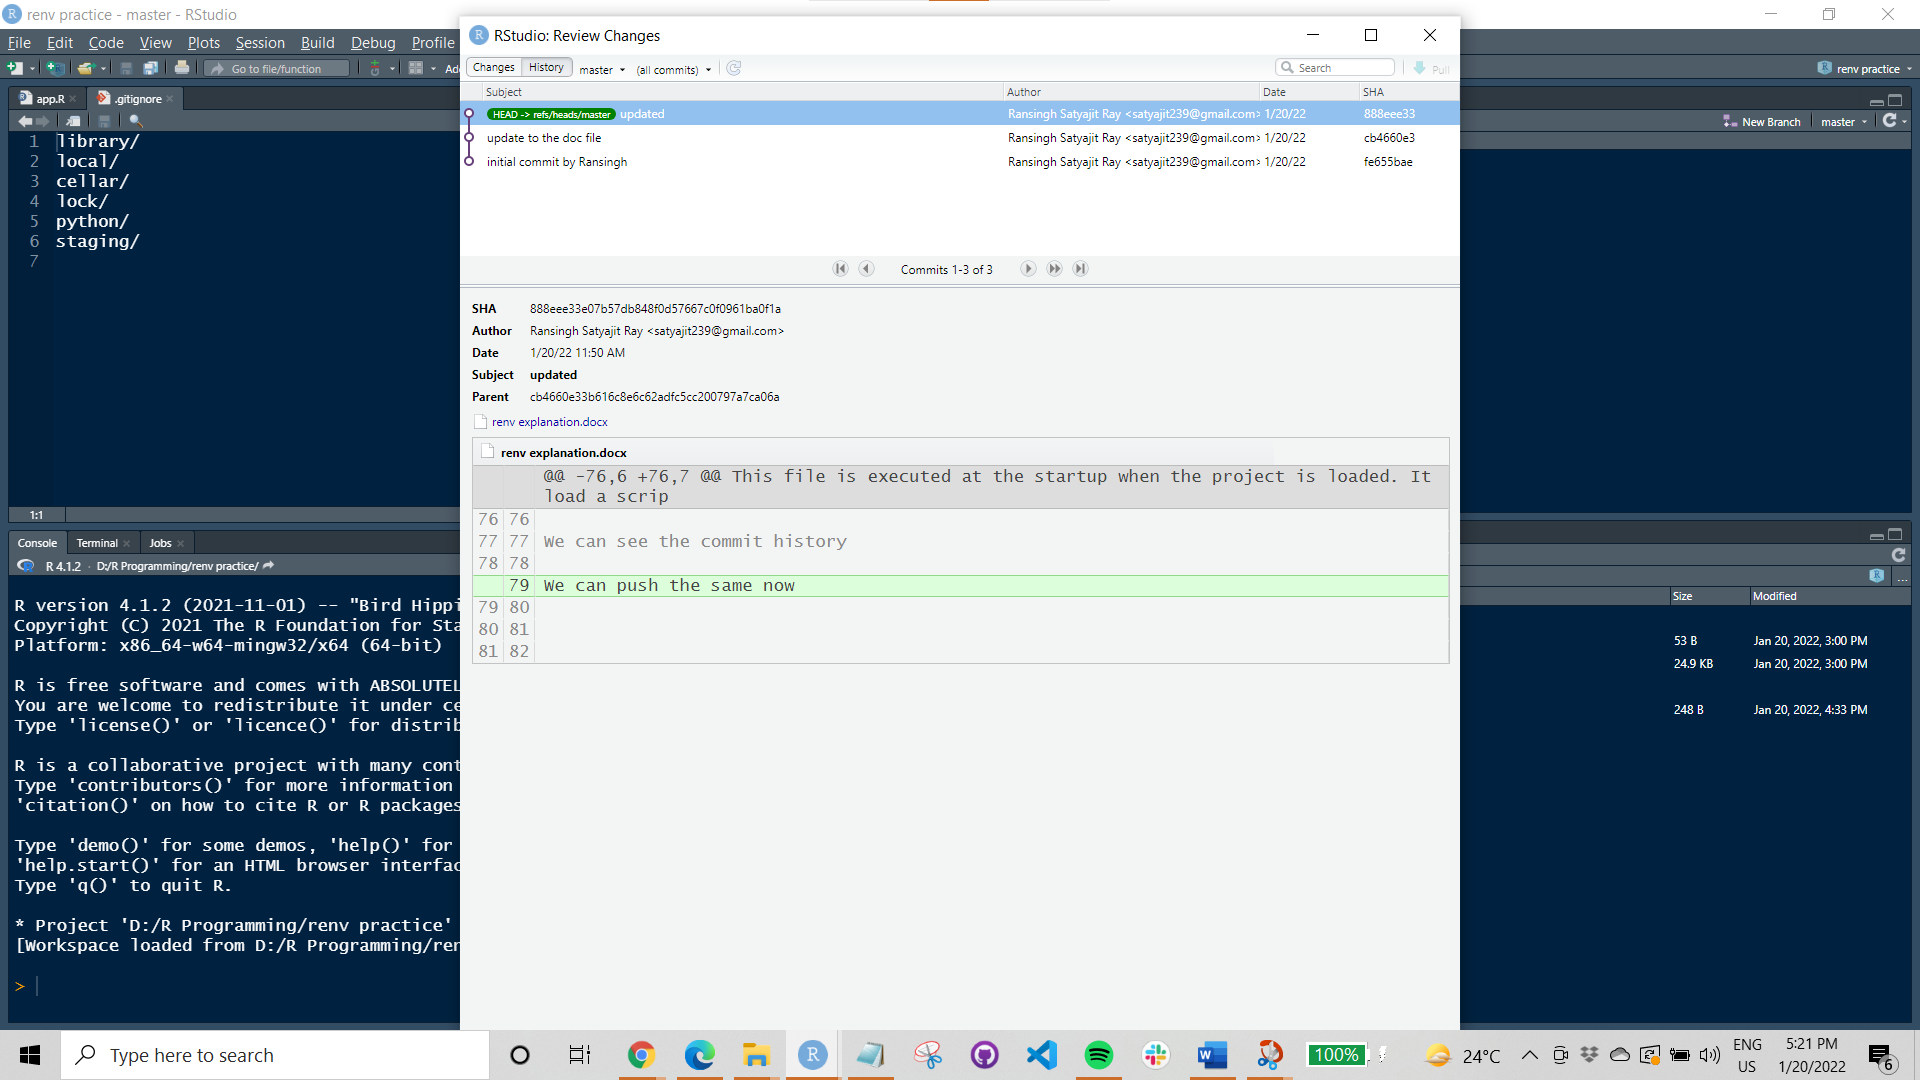 renv practice - master - RStudio
File Edit Code View Plots Session Build Debug Profile
Go to file/function
renv practice
app.R
.gitignore
1 library/
2 local/
3 cellar/
4 lock/
5 python/
6 staging/
7
1:1
RStudio: Review Changes
Changes History master (all commits) Search Pull
Subject Author Date SHA
HEAD -> refs/heads/master updated Ransingh Satyajit Ray <satyajit239@gmail.com> 1/20/22 888eee33
update to the doc file Ransingh Satyajit Ray <satyajit239@gmail.com> 1/20/22 cb4660e3
initial commit by Ransingh Ransingh Satyajit Ray <satyajit239@gmail.com> 1/20/22 fe655bae
Commits 1-3 of 3
SHA 888eee33e07b57db848f0d57667c0f0961ba0f1a
Author Ransingh Satyajit Ray <satyajit239@gmail.com>
Date 1/20/22 11:50 AM
Subject updated
Parent cb4660e33b616c8e6c62adfc5cc200797a7ca06a
renv explanation.docx
renv explanation.docx
@@ -76,6 +76,7 @@ This file is executed at the startup when the project is loaded. It
load a scrip
76 76
77 77 We can see the commit history
78 78
79 We can push the same now
79 80
80 81
81 82
New Branch master
Console Terminal Jobs
R 4.1.2 · D:/R Programming/renv practice/
R version 4.1.2 (2021-11-01) -- "Bird Hippi
Copyright (C) 2021 The R Foundation for Sta
Platform: x86_64-w64-mingw32/x64 (64-bit)
R is free software and comes with ABSOLUTEL
You are welcome to redistribute it under ce
Type 'license()' or 'licence()' for distrib
R is a collaborative project with many cont
Type 'contributors()' for more information
'citation()' on how to cite R or R packages
Type 'demo()' for some demos, 'help()' for
'help.start()' for an HTML browser interfac
Type 'q()' to quit R.
* Project 'D:/R Programming/renv practice'
[Workspace loaded from D:/R Programming/ren
>
Size Modified
53 B Jan 20, 2022, 3:00 PM
24.9 KB Jan 20, 2022, 3:00 PM
248 B Jan 20, 2022, 4:33 PM
Type here to search
100%
24°C
ENG
US
5:21 PM
1/20/2022
6